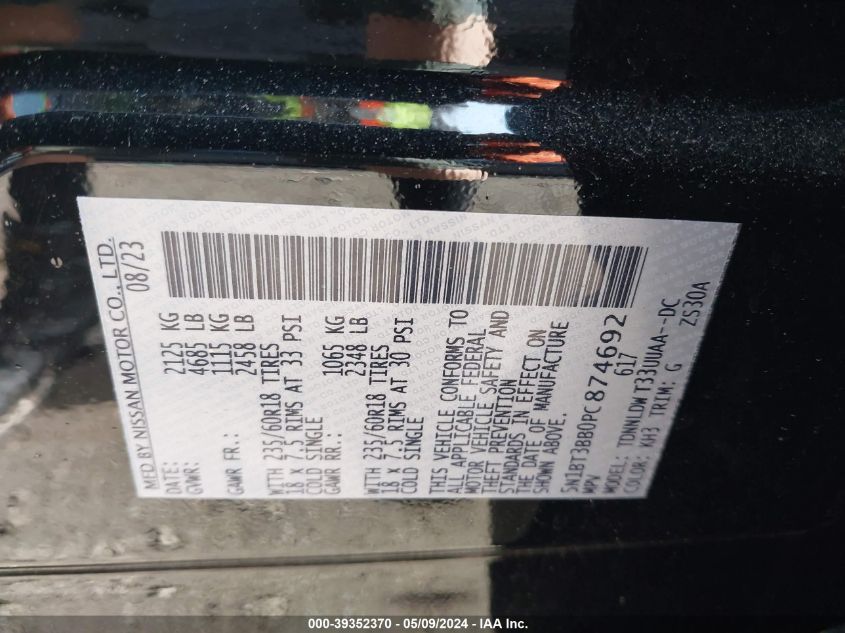 MFD BY NISSAN MOTOR CO., LTD.
DATE: 08/23
GVWR: 2125 KG
4685 LB
GAWR FR.: 1115 KG
2458 LB
WITH 235/60R18 TIRES
18 X 7.5 RIMS AT 33 PSI
COLD SINGLE
GAWR RR.: 1065 KG
2348 LB
WITH 235/60R18 TIRES
18 X 7.5 RIMS AT 30 PSI
COLD SINGLE
THIS VEHICLE CONFORMS TO
ALL APPLICABLE FEDERAL
MOTOR VEHICLE SAFETY AND
THEFT PREVENTION
STANDARDS IN EFFECT ON
THE DATE OF MANUFACTURE
SHOWN ABOVE.
5N1BT3BB0PC874692
MPV 617
MODEL: TDNNLDW T33UUAA--DC
COLOR: KH3 TRIM: G ZS30A
000-39352370 - 05/09/2024 - IAA Inc.